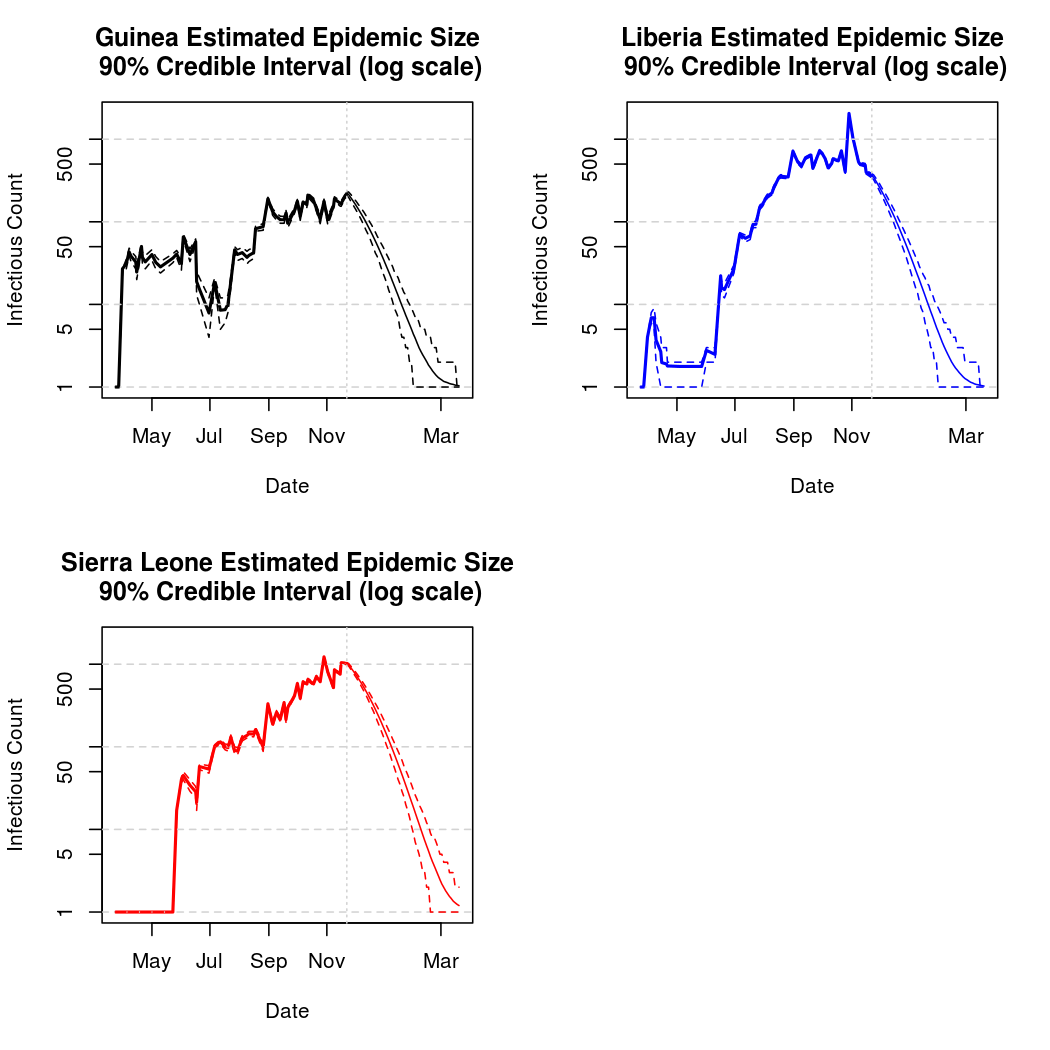 Guinea Estimated Epidemic Size
90% Credible Interval (log scale)
Infectious Count
500
50
5
1
May Jul Sep Nov Mar
Date
Liberia Estimated Epidemic Size
90% Credible Interval (log scale)
Infectious Count
500
50
5
1
May Jul Sep Nov Mar
Date
Sierra Leone Estimated Epidemic Size
90% Credible Interval (log scale)
Infectious Count
500
50
5
1
May Jul Sep Nov Mar
Date